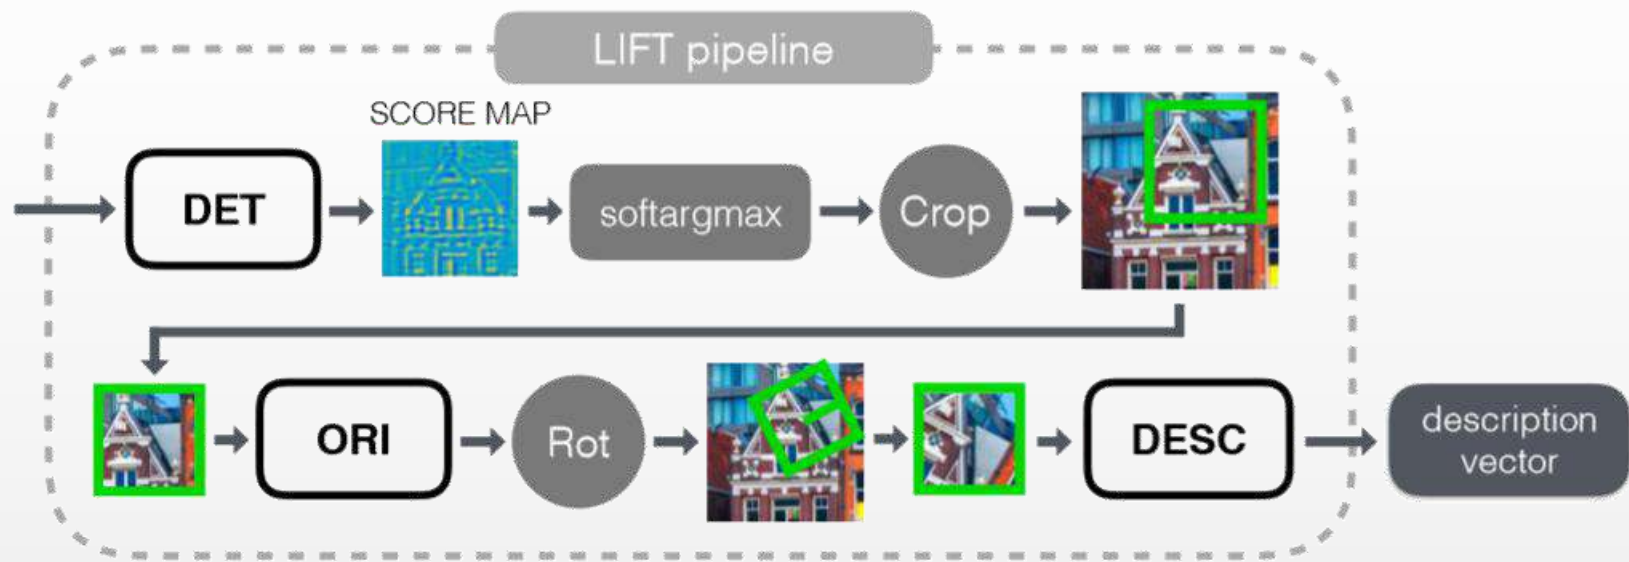 LIFT pipeline
SCORE MAP
DET
softargmax
Crop
ORI
Rot
DESC
description
vector